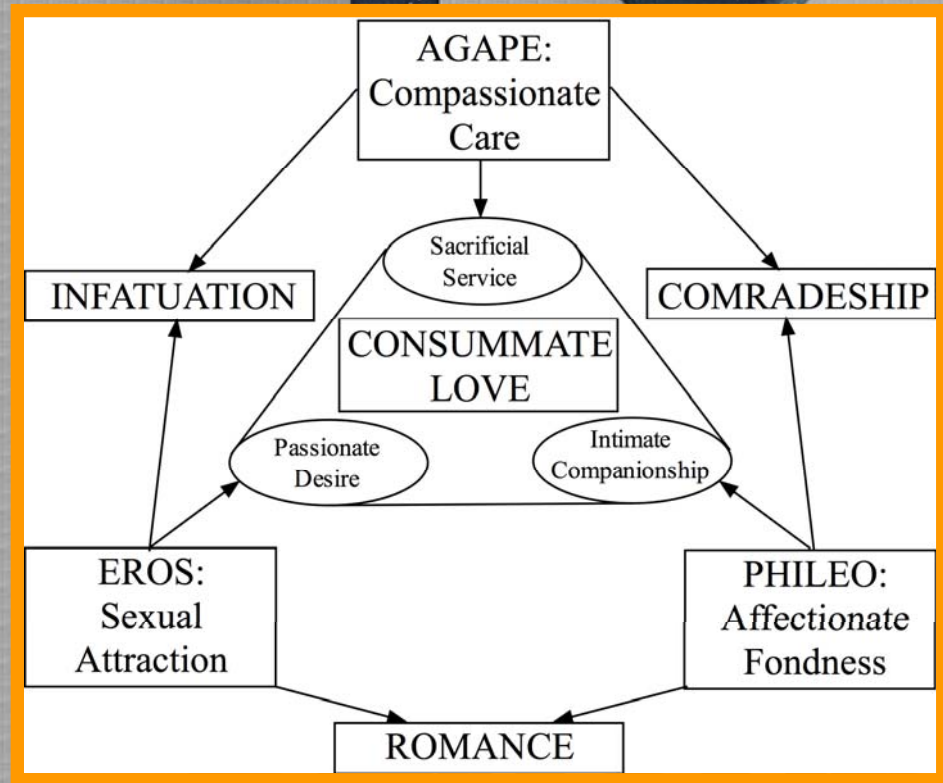 AGAPE:
Compassionate
Care
Sacrificial
Service
INFATUATION
COMRADESHIP
CONSUMMATE
LOVE
Passionate
Desire
Intimate
Companionship
EROS:
Sexual
Attraction
PHILEO:
Affectionate
Fondness
ROMANCE